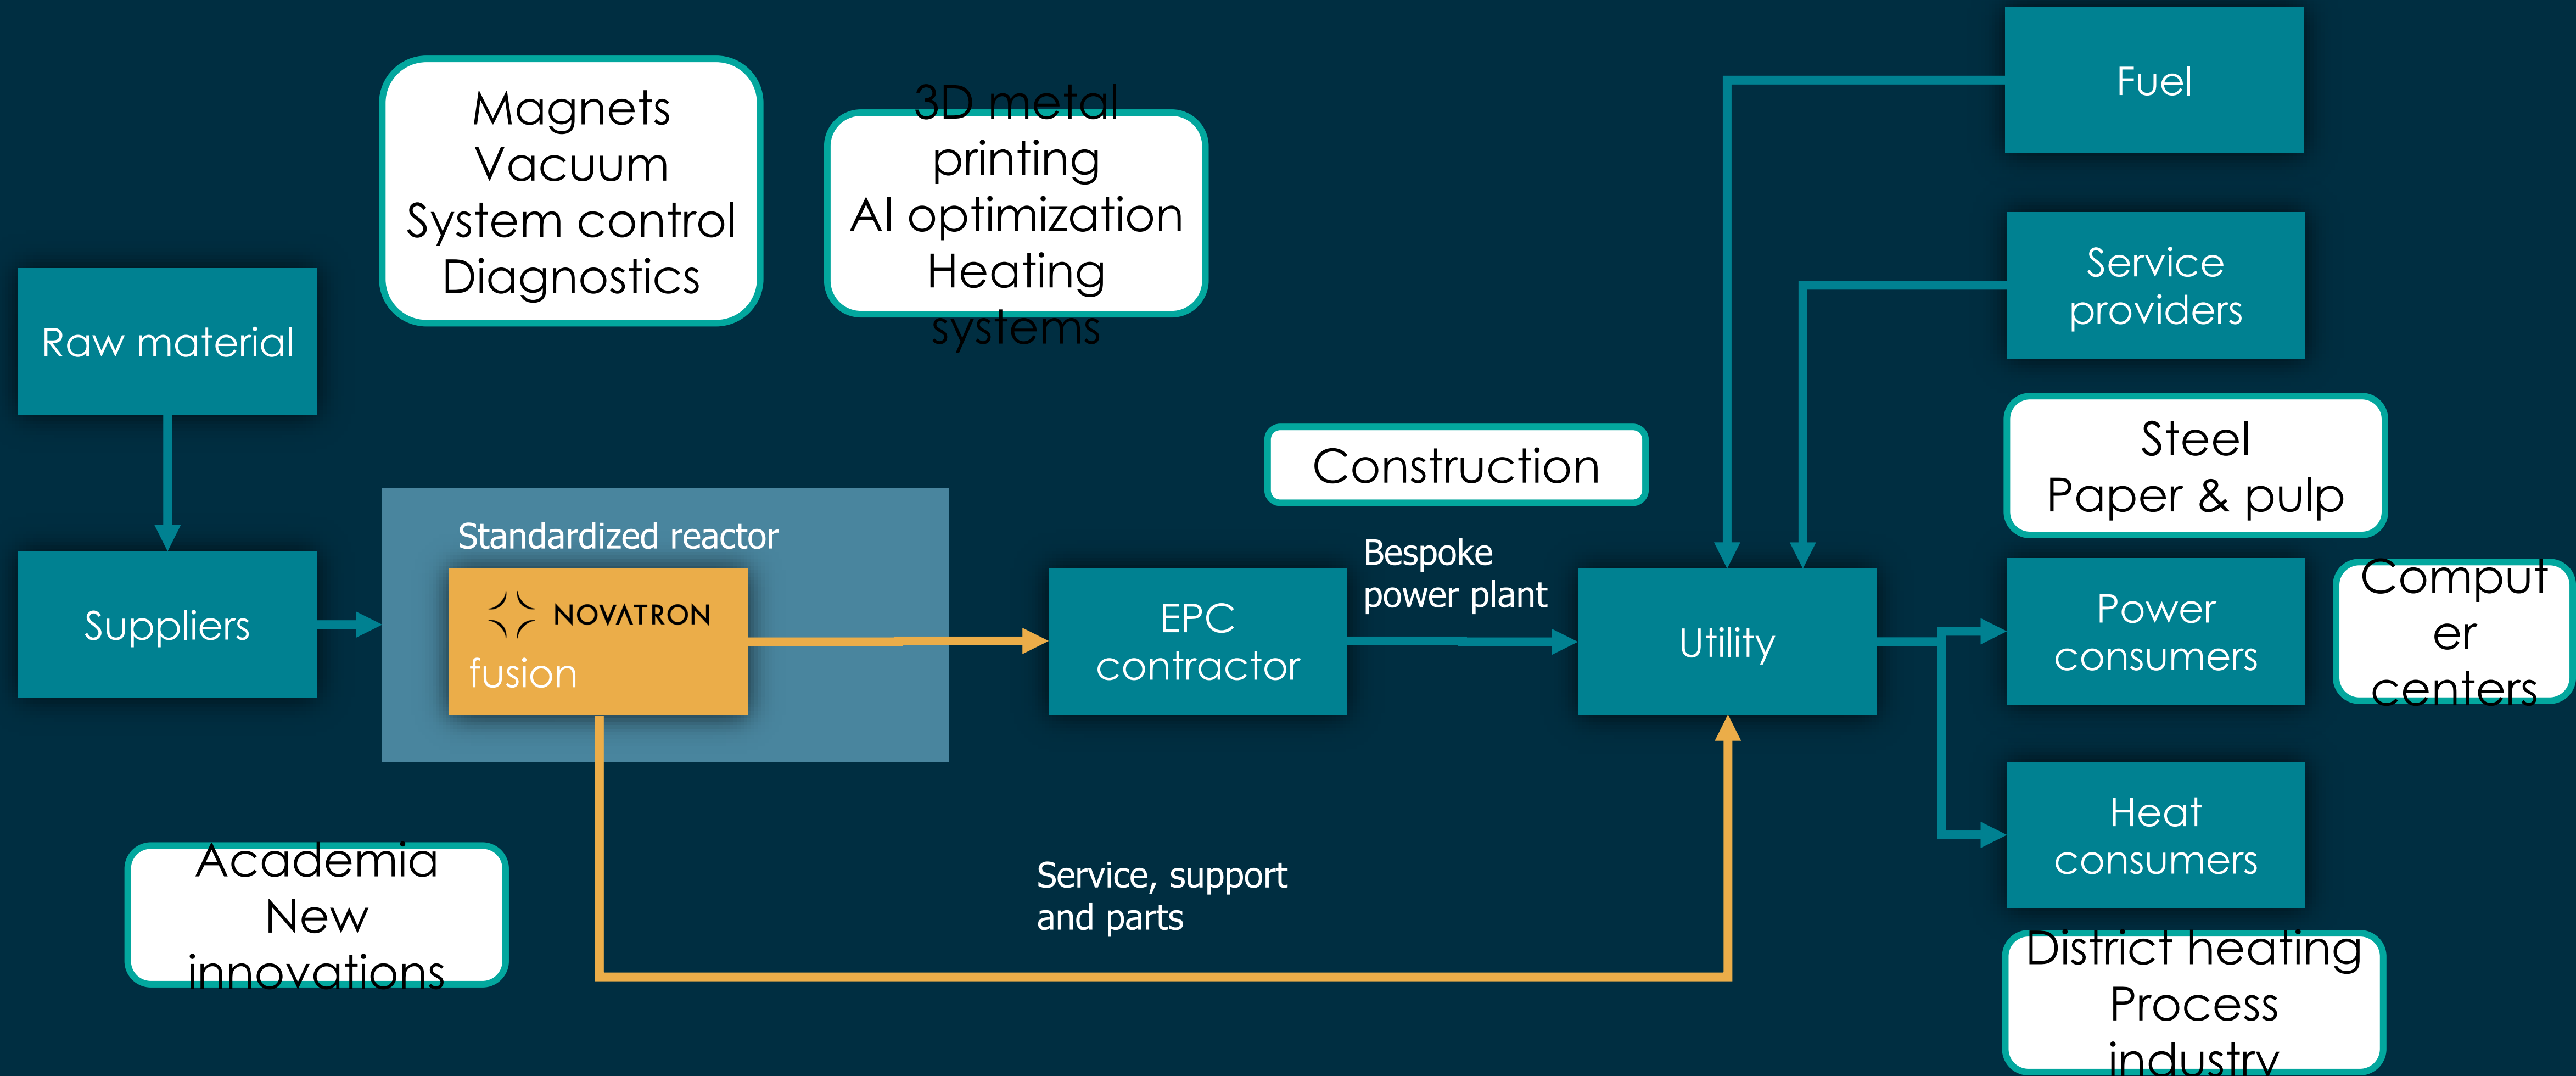 Fuel
Magnets
Vacuum
System control
Diagnostics
3D metal
printing
AI optimization
Heating
systems
Service
providers
Raw material
Steel
Paper & pulp
Construction
Standardized reactor
NOVATRON
fusion
Suppliers
EPC
contractor
Bespoke
power plant
Utility
Power
consumers
Comput
er
centers
Heat
consumers
Academia
New
innovations
Service, support
and parts
District heating
Process
industry